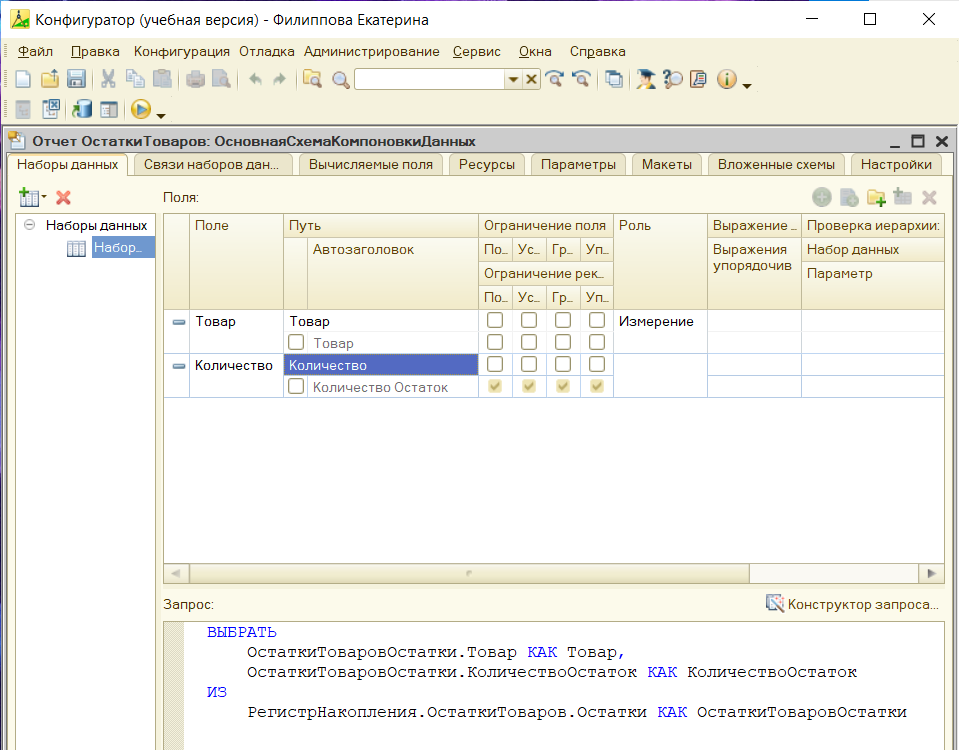 Конфигуратор (учебная версия) - Филиппова Екатерина
Файл Правка Конфигурация Отладка Администрирование Сервис Окна Справка
Отчет ОстаткиТоваров: ОсновнаяСхемаКомпоновкиДанных
Наборы данных Связи наборов дан... Вычисляемые поля Ресурсы Параметры Макеты Вложенные схемы Настройки
Поля:
Наборы данных
Набор...
Поле Путь Ограничение поля Роль Выражение ... Проверка иерархии:
Автозаголовок По... Ус... Гр... Уп... Выражения упорядочив Набор данных
Ограничение рек... Параметр
По... Ус... Гр... Уп...
Товар Товар Измерение
Товар
Количество Количество
Количество Остаток
Запрос: Конструктор запроса...
ВЫБРАТЬ
ОстаткиТоваровОстатки.Товар КАК Товар,
ОстаткиТоваровОстатки.КоличествоОстаток КАК КоличествоОстаток
ИЗ
РегистрНакопления.ОстаткиТоваров.Остатки КАК ОстаткиТоваровОстатки